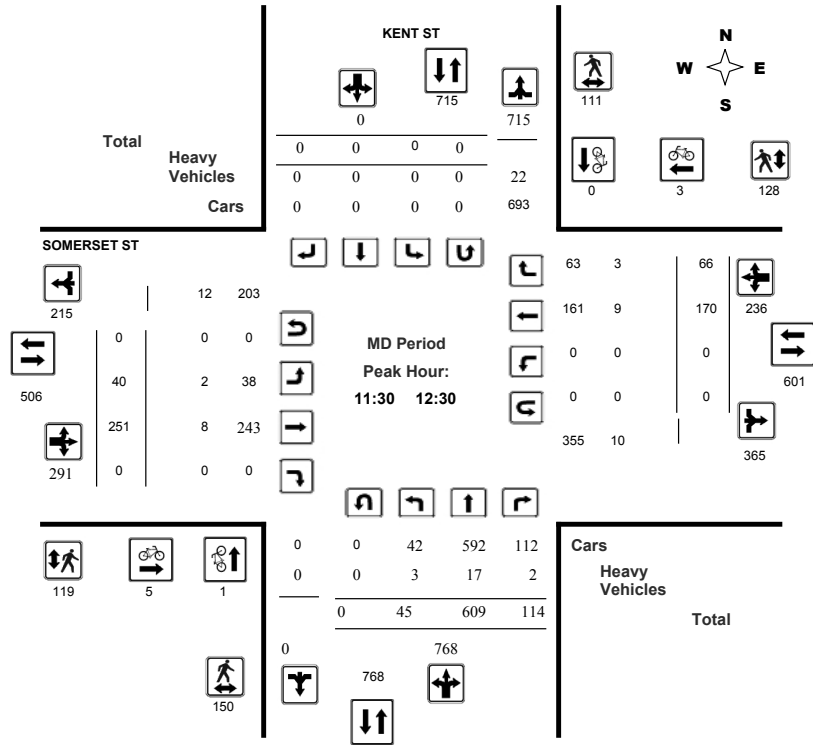 KENT ST
N
W E
S
715
111
0 715
Total 0 0 0 0
Heavy
Vehicles 0 0 0 0 22
Cars 0 0 0 0 693
0 3 128
SOMERSET ST
215
12 203
63 3 66
236
0 0 0
161 9 170
506
MD Period
Peak Hour:
11:30 12:30
40 2 38
0 0 0
601
251 8 243
0 0 0
291
0 0 0
355 10
365
0 0 42 592 112 Cars
0 0 3 17 2 Heavy
Vehicles
0 45 609 114 Total
119 5 1
0 768
768
150